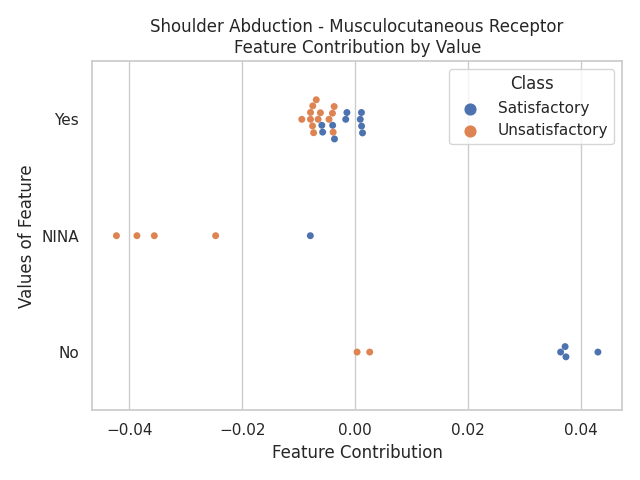 Shoulder Abduction - Musculocutaneous Receptor
Feature Contribution by Value
Class
Satisfactory
Unsatisfactory
Values of Feature
Yes
NINA
No
−0.04
−0.02
0.00
0.02
0.04
Feature Contribution